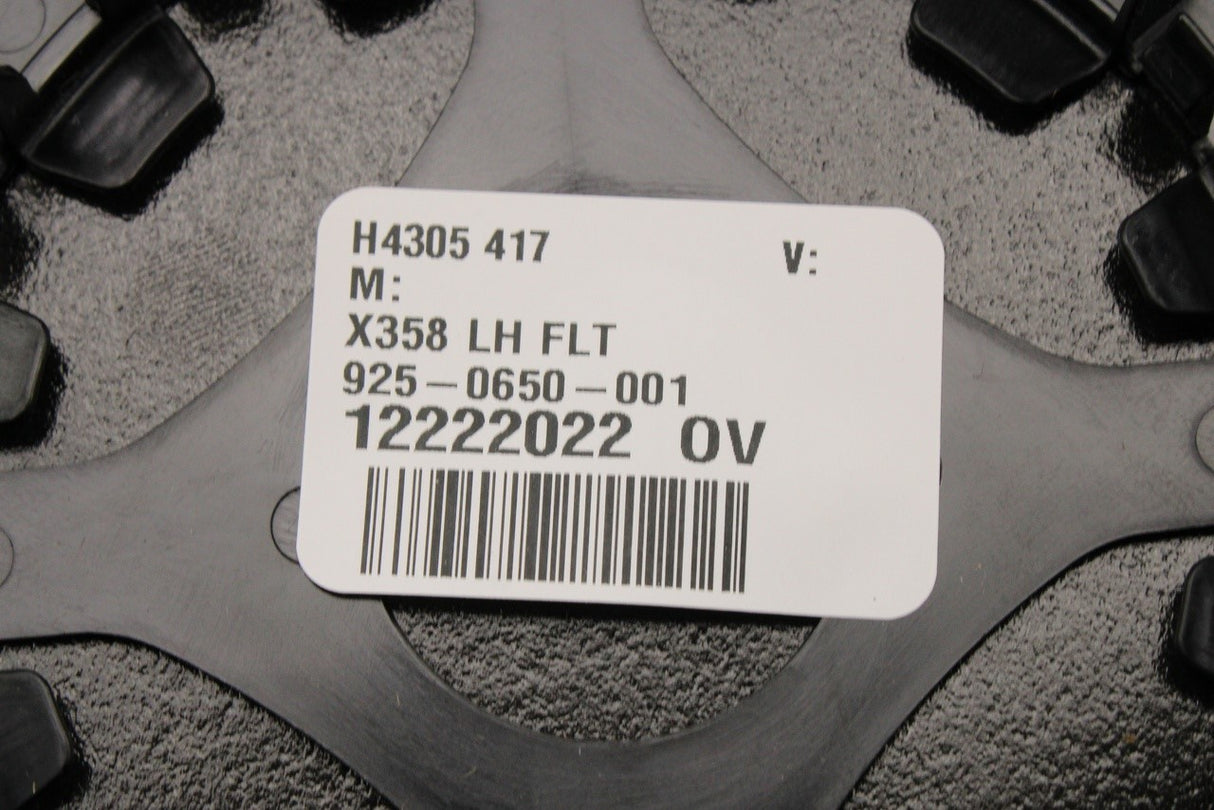 H4305 417 V:
M:
X358 LH FLT
925-0650-001
12222022 OV